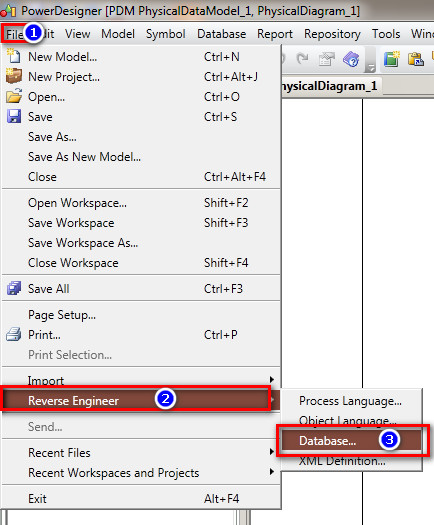 PowerDesigner [PDM PhysicalDataModel_1, PhysicalDiagram_1]
File 1 Edit View Model Symbol Database Report Repository Tools
New Model... Ctrl+N
New Project... Ctrl+Alt+J
Open... Ctrl+O
hysicalDiagram_1
Save Ctrl+S
Save As...
Save As New Model...
Close Ctrl+Alt+F4
Open Workspace... Shift+F2
Save Workspace Shift+F3
Save Workspace As...
Close Workspace Shift+F4
Save All Ctrl+F3
Page Setup...
Print... Ctrl+P
Print Selection...
Import
Reverse Engineer 2
Process Language...
Object Language...
Send...
Database... 3
XML Definition...
Recent Files
Recent Workspaces and Projects
Exit Alt+F4